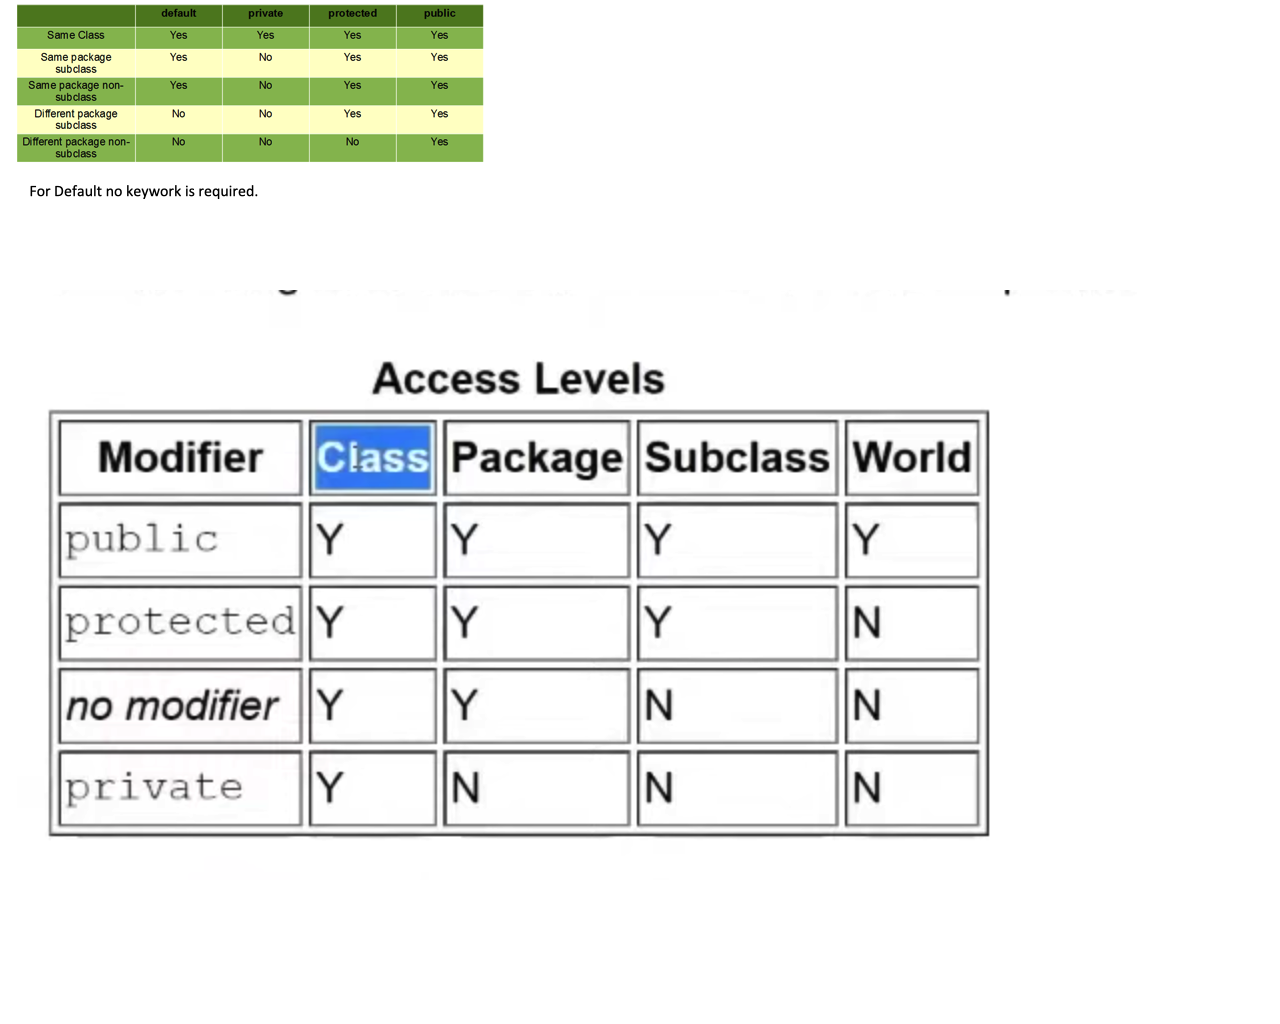 default private protected public
Same Class Yes Yes Yes Yes
Same package Yes No Yes Yes
subclass
Same package non- Yes No Yes Yes
subclass
Different package No No Yes Yes
subclass
Different package non- No No No Yes
subclass
For Default no keywork is required.
Access Levels
Modifier Class Package Subclass World
public Y Y Y Y
protected Y Y Y N
no modifier Y Y N N
private Y N N N